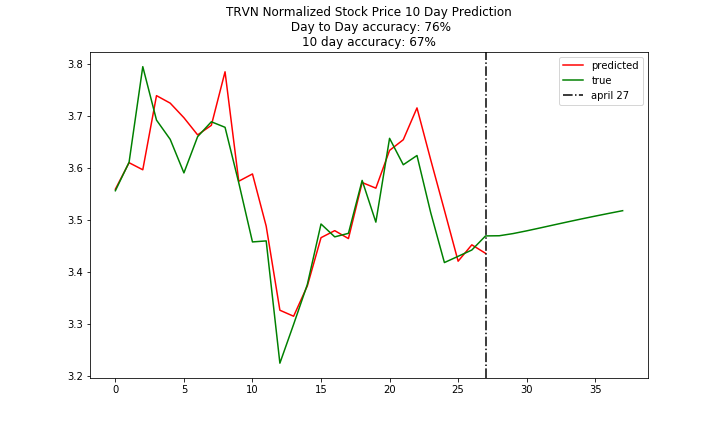 TRVN Normalized Stock Price 10 Day Prediction
Day to Day accuracy: 76%
10 day accuracy: 67%
3.8
3.7
3.6
3.5
3.4
3.3
3.2
predicted
true
april 27
0 5 10 15 20 25 30 35